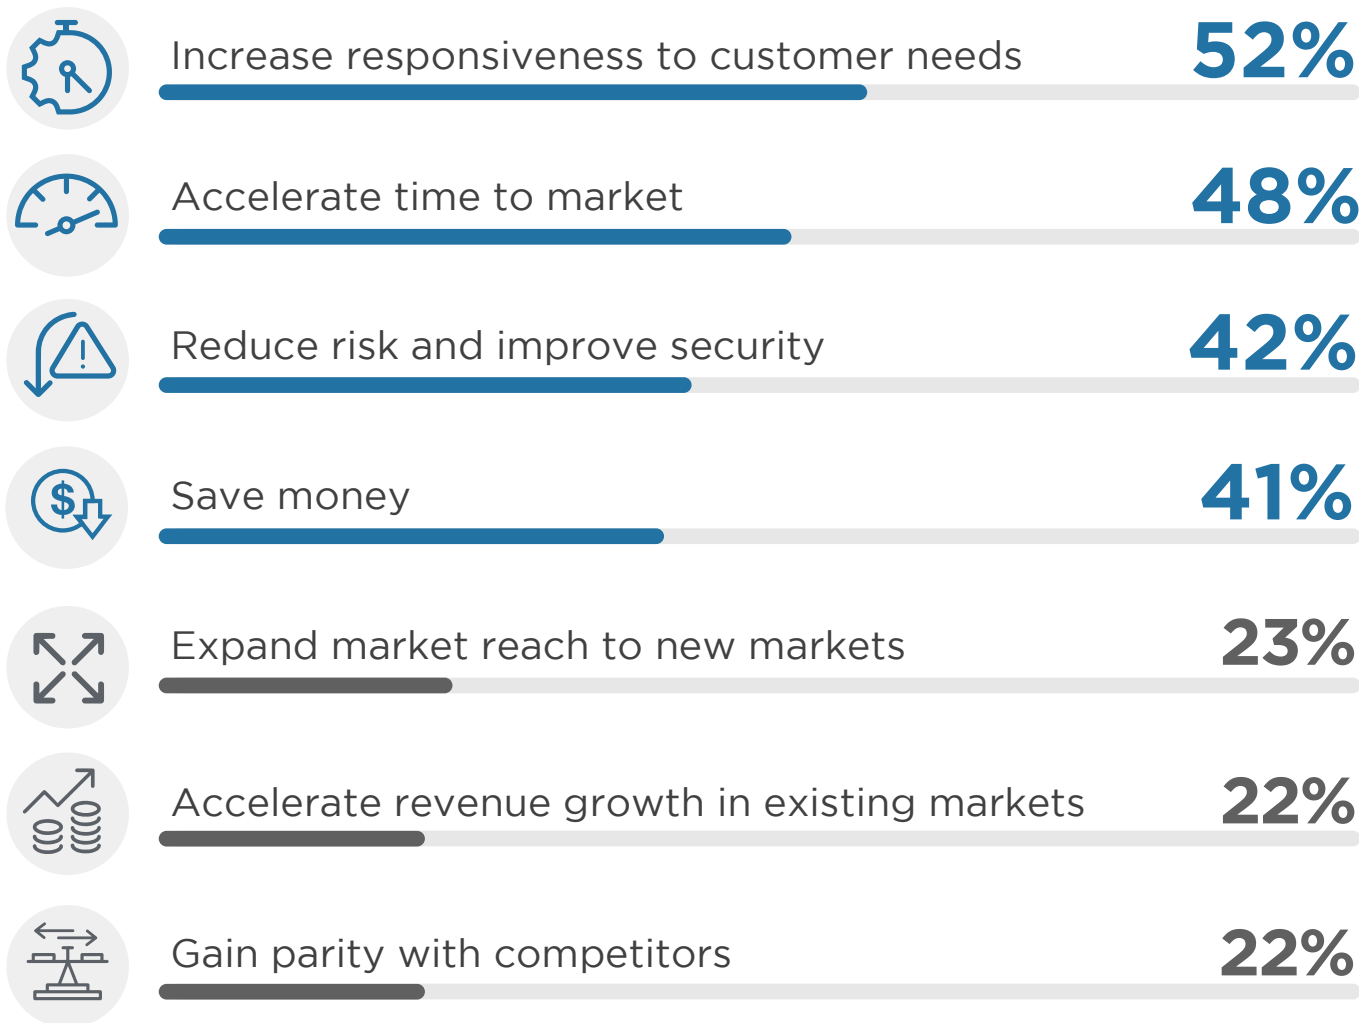 Increase responsiveness to customer needs 52%
Accelerate time to market 48%
Reduce risk and improve security 42%
$ Save money 41%
Expand market reach to new markets 23%
Accelerate revenue growth in existing markets 22%
Gain parity with competitors 22%